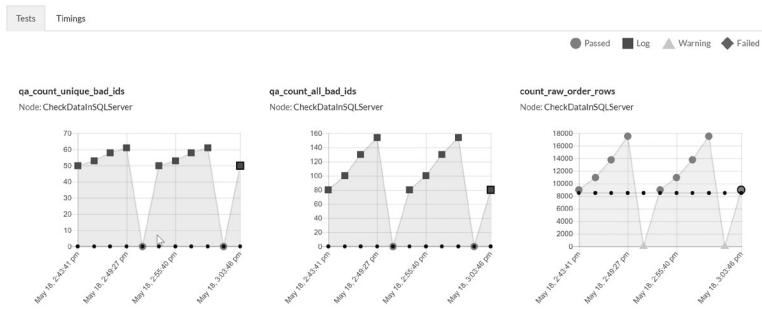 Tests Timings
Passed Log Warning Failed
qa_count_unique_bad_ids
Node: CheckDataInSQLServer
70
60
50
40
30
20
10
0
May 18, 2:43:41 pm
May 18, 2:49:27 pm
May 18, 2:55:40 pm
May 18, 3:03:48 pm
qa_count_all_bad_ids
Node: CheckDataInSQLServer
160
140
120
100
80
60
40
20
0
May 18, 2:43:41 pm
May 18, 2:49:27 pm
May 18, 2:55:40 pm
May 18, 3:03:48 pm
count_raw_order_rows
Node: CheckDataInSQLServer
18000
16000
14000
12000
10000
8000
6000
4000
2000
0
May 18, 2:43:41 pm
May 18, 2:49:27 pm
May 18, 2:55:40 pm
May 18, 3:03:48 pm